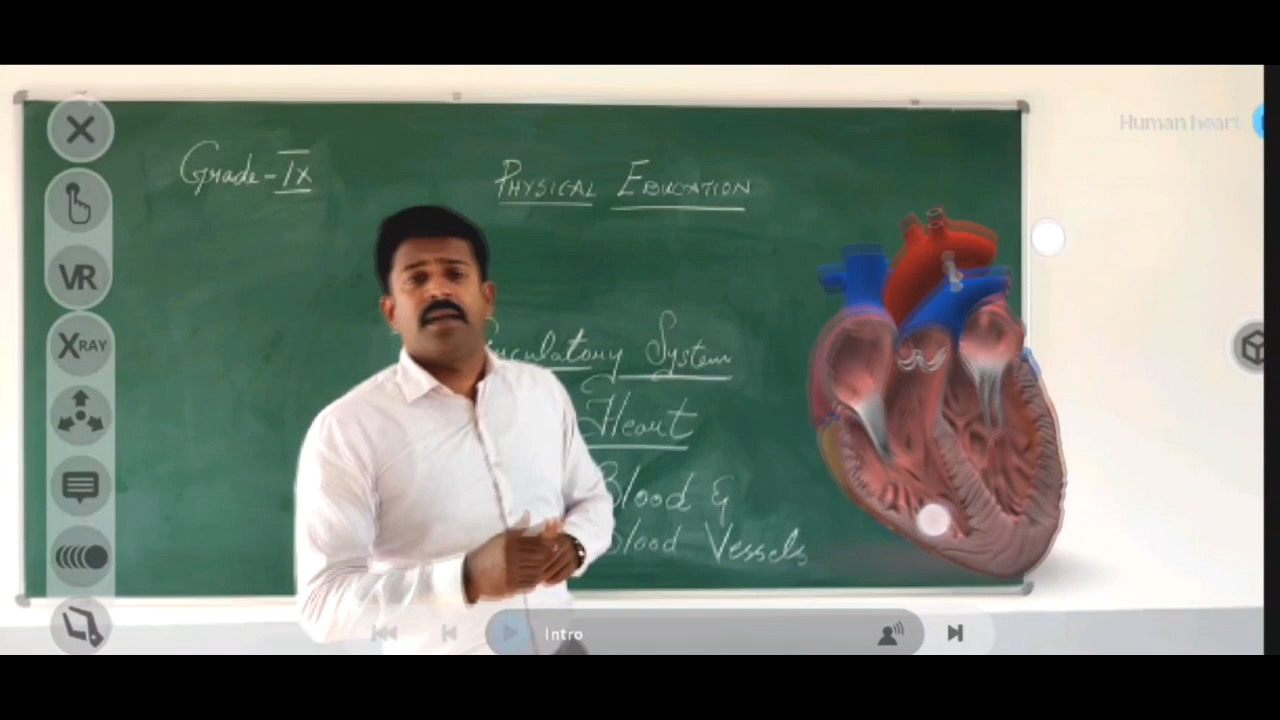 Human heart
Grade-IX
PHYSICAL EDUCATION
VR
Circulatory System
XRAY
Heart
Blood &
Blood Vessels
Intro